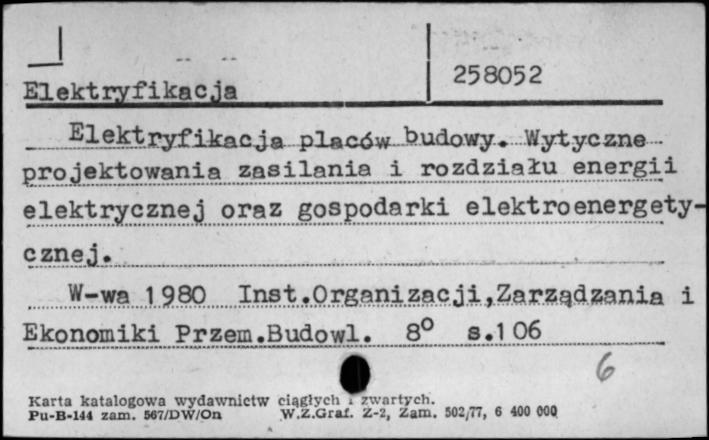 258052
Elektryfikacja
Elektryfikacja placów budowy. Wytyczne
projektowania zasilania i rozdziału energii
elektrycznej oraz gospodarki elektroenergety-
cznej.
W-wa 1980 Inst.Organizacji,Zarządzania i
Ekonomiki Przem.Budowl. 8° s.106
6
Karta katalogowa wydawnictw ciągłych i zwartych.
Pu-B-144 zam. 567/DW/On W.Z.Graf. Z-2, Zam. 502/77, 6 400 000